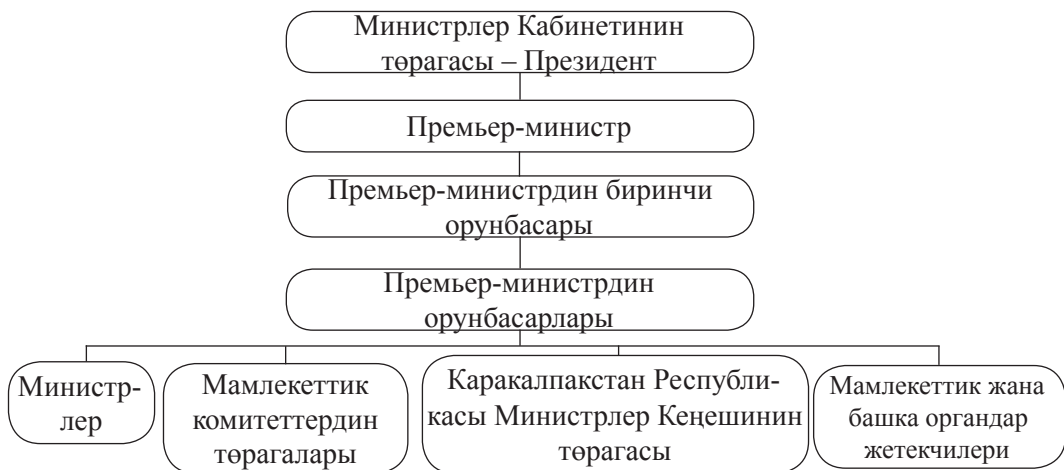 Министрлер Кабинетинин
төрагасы – Президент
Премьер-министр
Премьер-министрдин биринчи
орунбасары
Премьер-министрдин
орунбасарлары
Министр-
лер
Мамлекеттик
комитеттердин
төрагалары
Каракалпакстан Республи-
касы Министрлер Кеңешинин
төрагасы
Мамлекеттик жана
башка органдар
жетекчилери